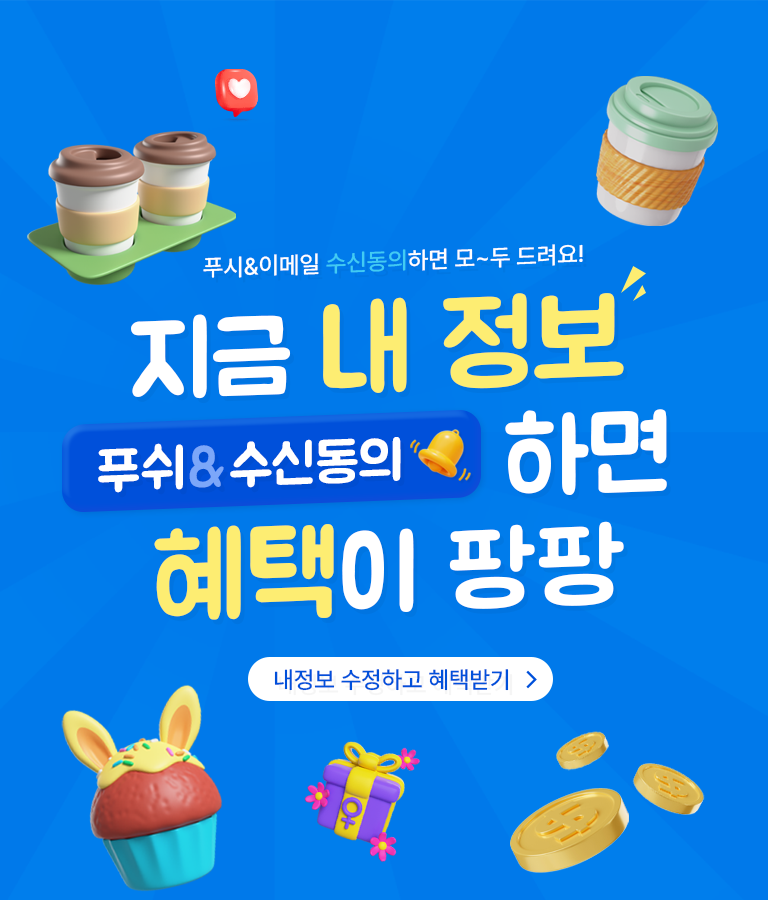 푸시&이메일 수신동의하면 모~두 드려요!
지금 내 정보
푸쉬&수신동의 하면
혜택이 팡팡
내정보 수정하고 혜택받기 >